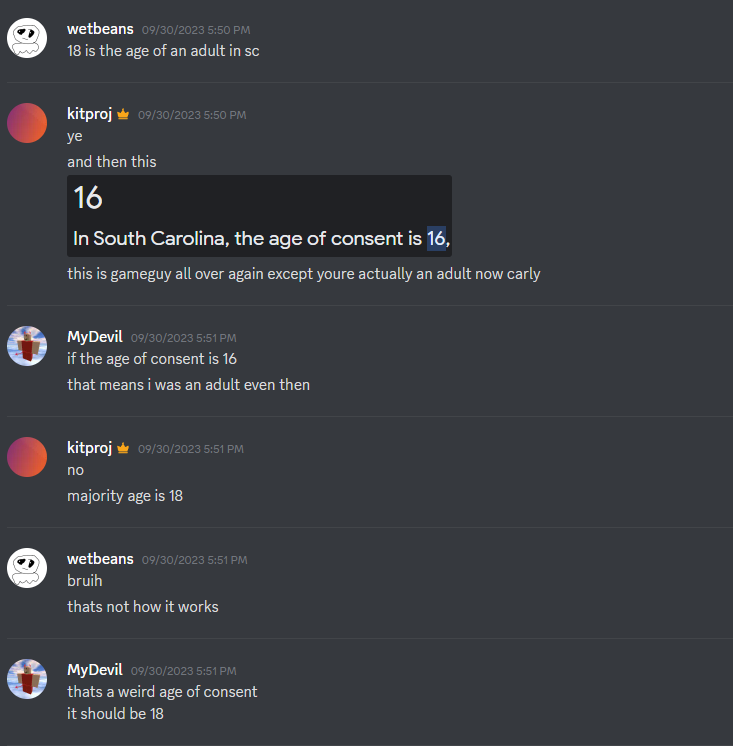 wetbeans 09/30/2023 5:50 PM
18 is the age of an adult in sc
kitproj 09/30/2023 5:50 PM
ye
and then this
16
In South Carolina, the age of consent is 16,
this is gameguy all over again except youre actually an adult now carly
MyDevil 09/30/2023 5:51 PM
if the age of consent is 16
that means i was an adult even then
kitproj 09/30/2023 5:51 PM
no
majority age is 18
wetbeans 09/30/2023 5:51 PM
bruih
thats not how it works
MyDevil 09/30/2023 5:51 PM
thats a weird age of consent
it should be 18